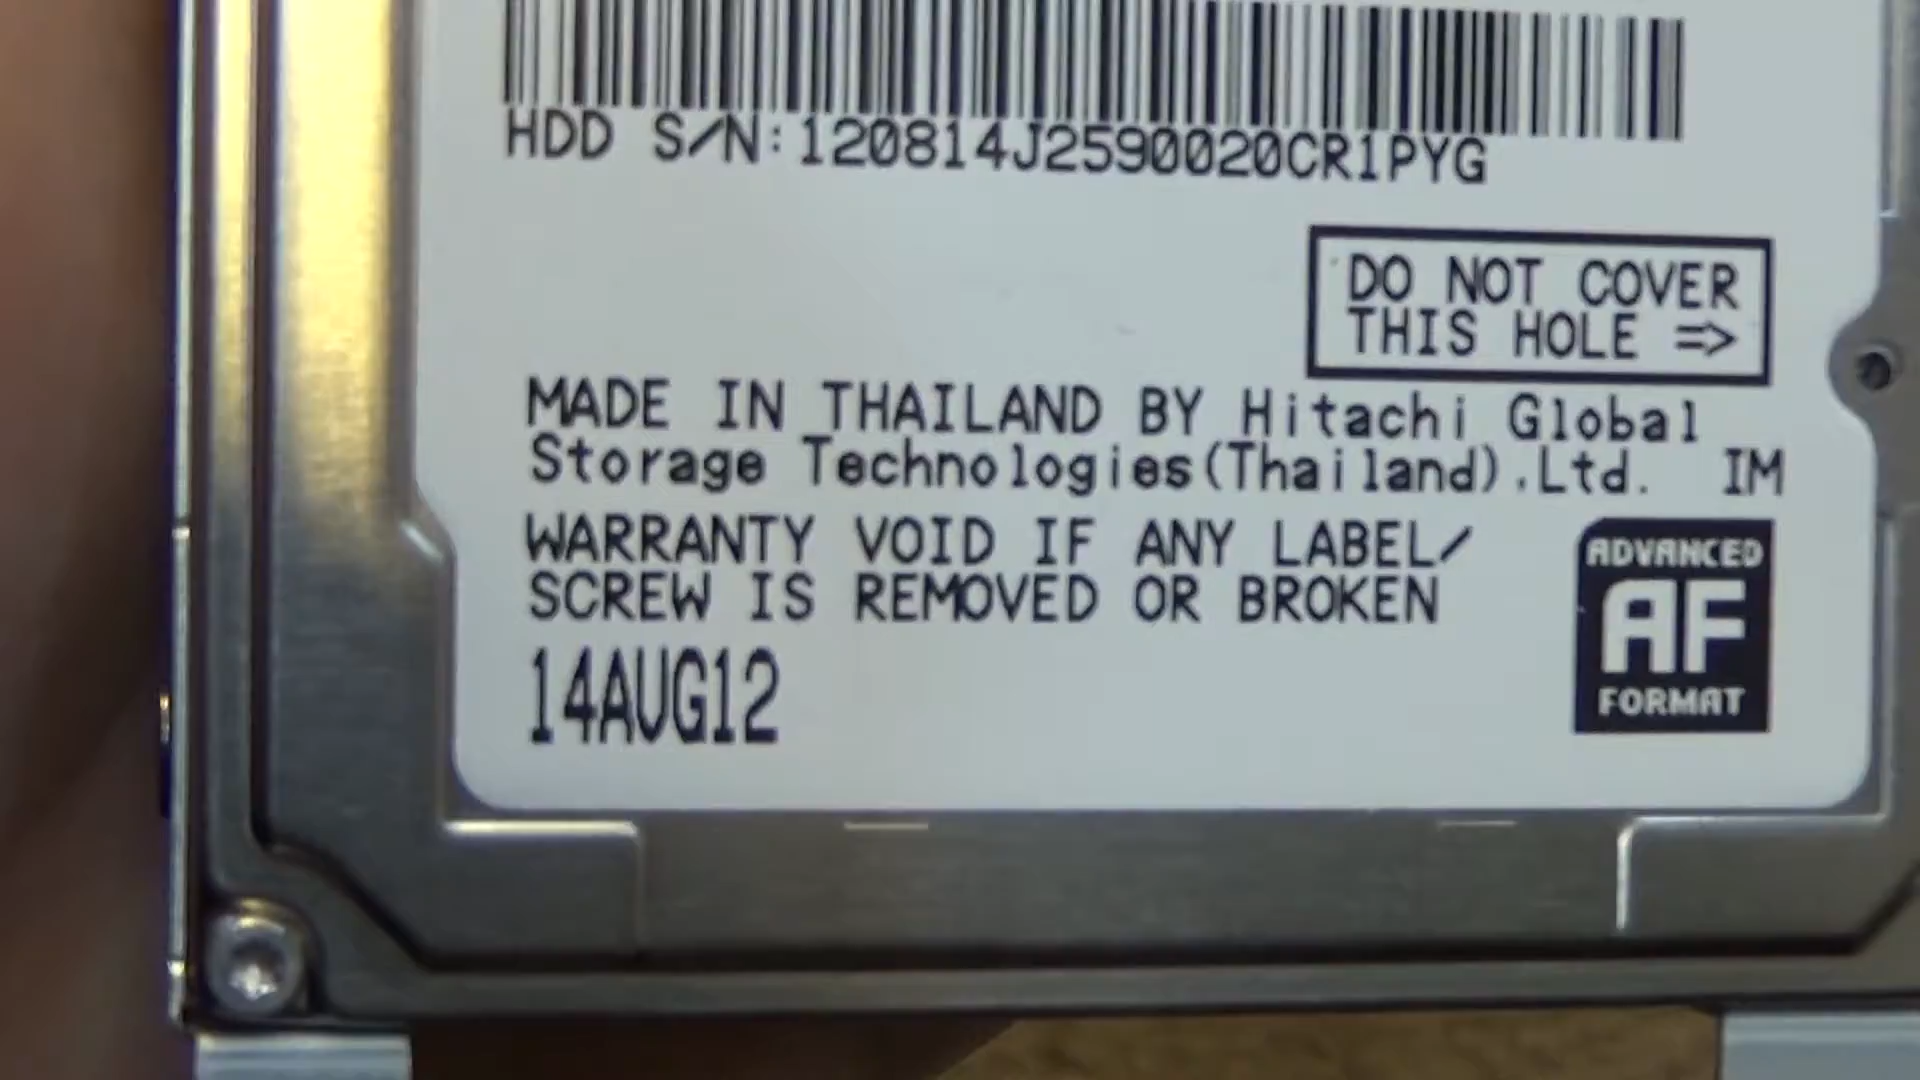 HDD S/N:120814J2590020CR1PYG
DO NOT COVER
THIS HOLE =>
MADE IN THAILAND BY Hitachi Global
Storage Technologies(Thailand).Ltd. IM
WARRANTY VOID IF ANY LABEL/
SCREW IS REMOVED OR BROKEN
14AUG12
ADVANCED
AF
FORMAT